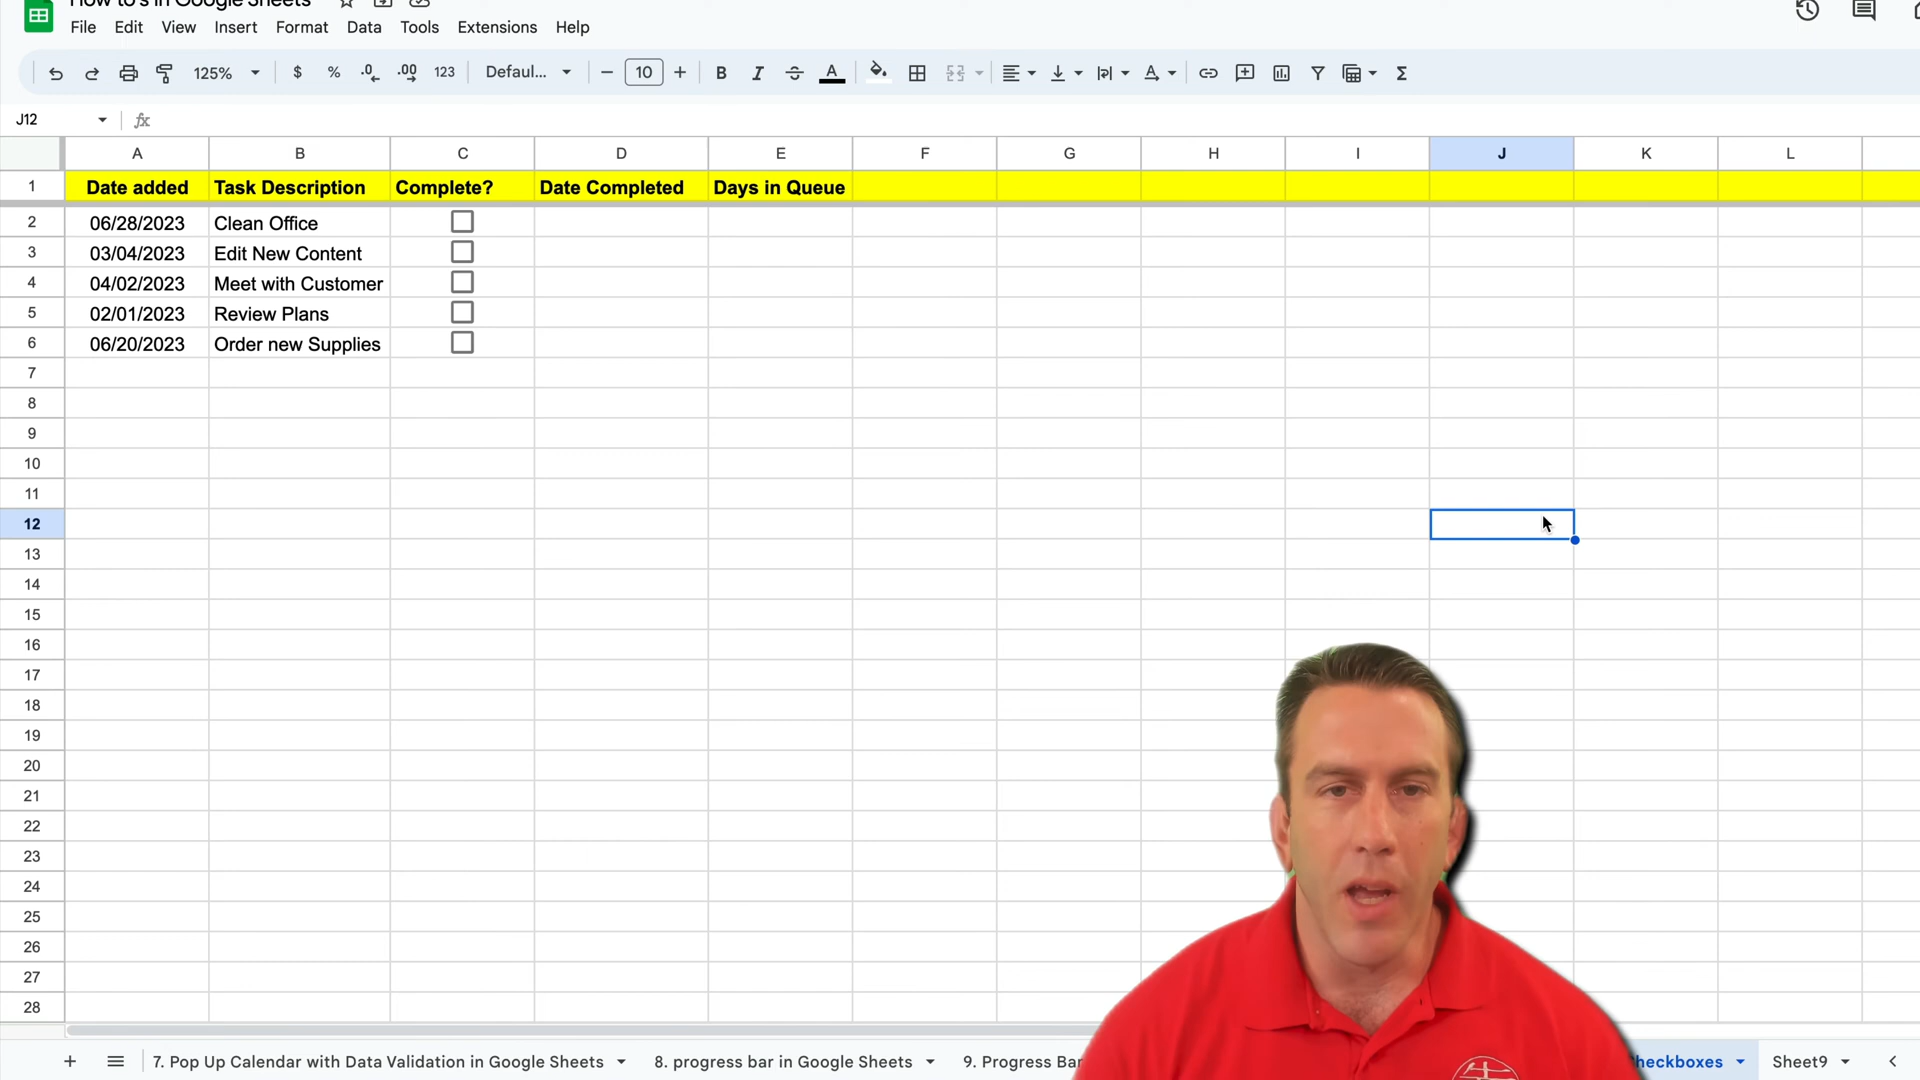 How to's in Google Sheets
File Edit View Insert Format Data Tools Extensions Help
125% $ % .0 .00 123 Defaul... 10 B I S A Σ
J12 fx
A B C D E F G H I J K L
1 Date added Task Description Complete? Date Completed Days in Queue
2 06/28/2023 Clean Office
3 03/04/2023 Edit New Content
4 04/02/2023 Meet with Customer
5 02/01/2023 Review Plans
6 06/20/2023 Order new Supplies
7
8
9
10
11
12
13
14
15
16
17
18
19
20
21
22
23
24
25
26
27
28
7. Pop Up Calendar with Data Validation in Google Sheets 8. progress bar in Google Sheets 9. Progress Bar heckboxes Sheet9